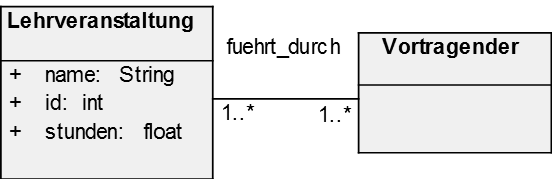 Lehrveranstaltung
+ name: String
+ id: int
+ stunden: float
fuehrt_durch
1..*
1..*
Vortragender